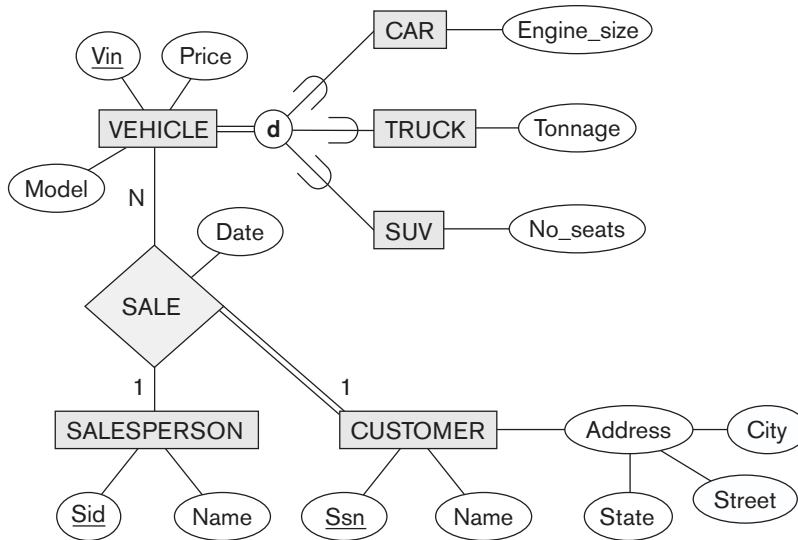 CAR
Engine_size
Vin
Price
VEHICLE
d
TRUCK
Tonnage
Model
N
Date
SUV
No_seats
SALE
1
1
SALESPERSON
CUSTOMER
Address
City
Sid
Name
Ssn
Name
State
Street